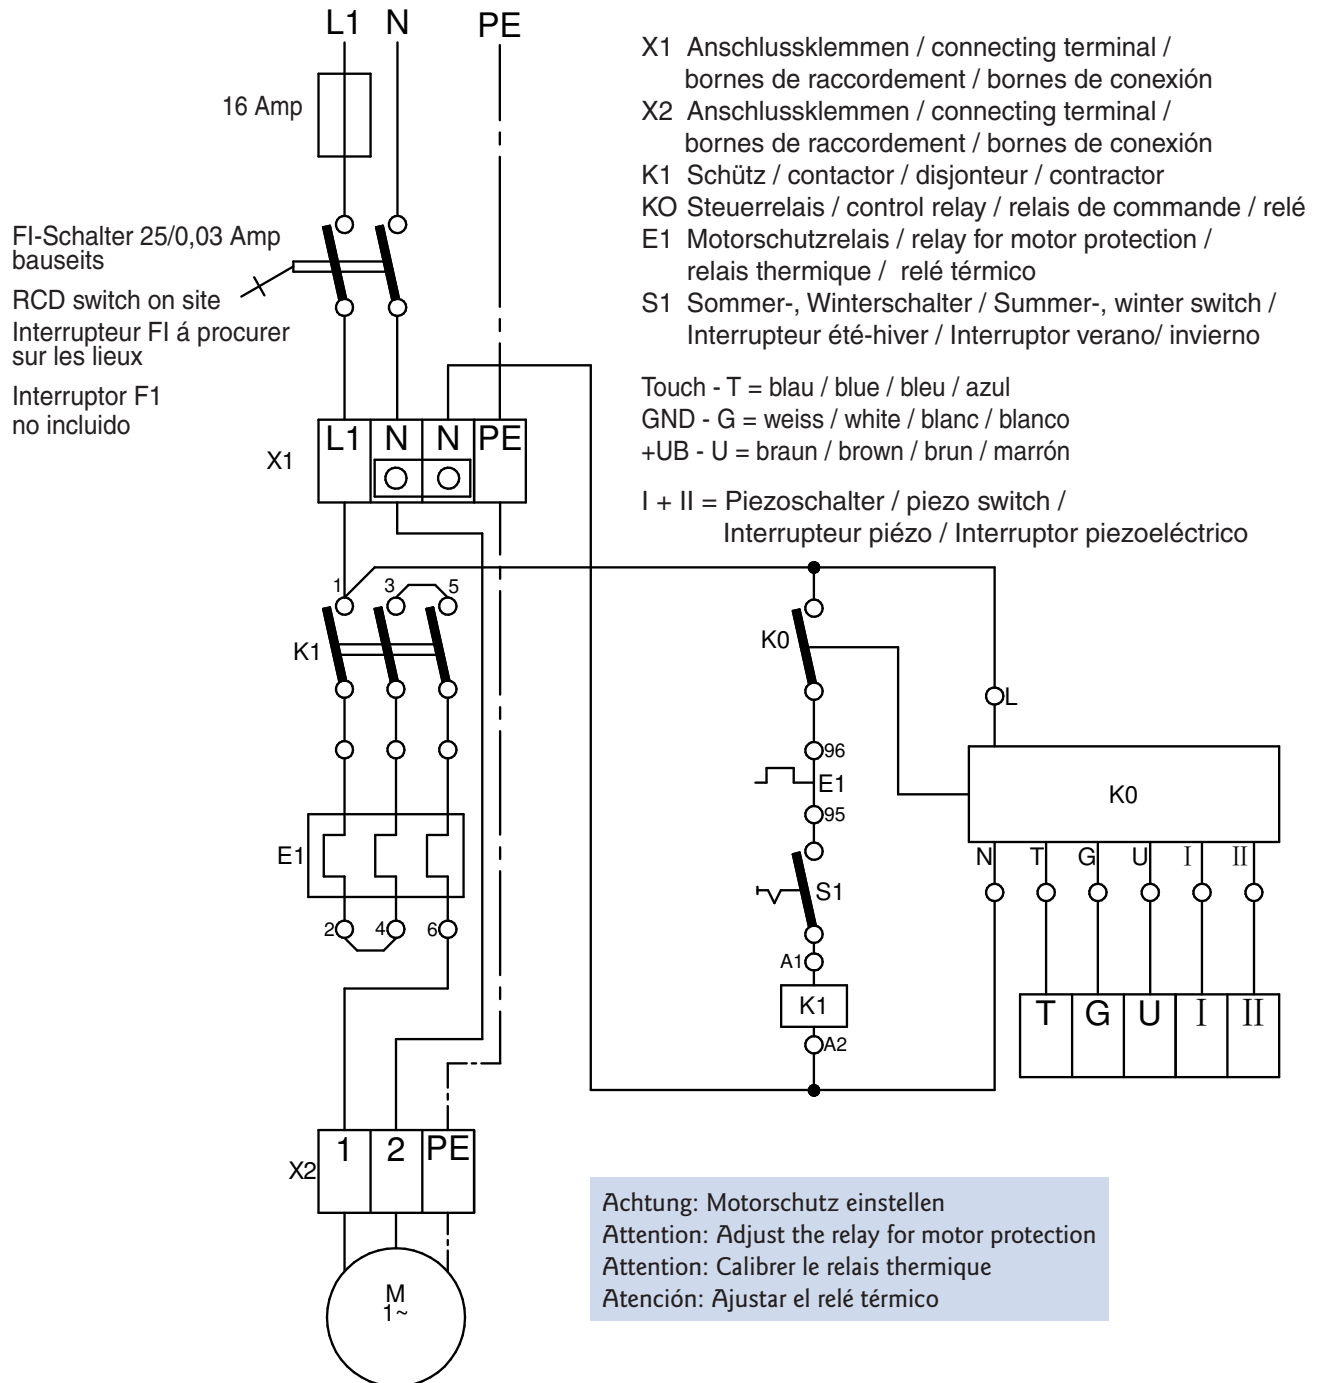 L1 N PE
16 Amp
FI-Schalter 25/0,03 Amp
bauseits
RCD switch on site
Interrupteur FI á procurer
sur les lieux
Interruptor F1
no incluido
X1 Anschlussklemmen / connecting terminal /
bornes de raccordement / bornes de conexión
X2 Anschlussklemmen / connecting terminal /
bornes de raccordement / bornes de conexión
K1 Schütz / contactor / disjonteur / contractor
KO Steuerrelais / control relay / relais de commande / relé
E1 Motorschutzrelais / relay for motor protection /
relais thermique / relé térmico
S1 Sommer-, Winterschalter / Summer-, winter switch /
Interrupteur été-hiver / Interruptor verano/ invierno
Touch - T = blau / blue / bleu / azul
GND - G = weiss / white / blanc / blanco
+UB - U = braun / brown / brun / marrón
I + II = Piezoschalter / piezo switch /
Interrupteur piézo / Interruptor piezoeléctrico
X1 L1 N N PE
1 3 5
K1
E1
2 4 6
X2 1 2 PE
M
1~
K0
96
E1
95
S1
A1
K1
A2
L
K0
N T G U I II
T G U I II
Achtung: Motorschutz einstellen
Attention: Adjust the relay for motor protection
Attention: Calibrer le relais thermique
Atención: Ajustar el relé térmico